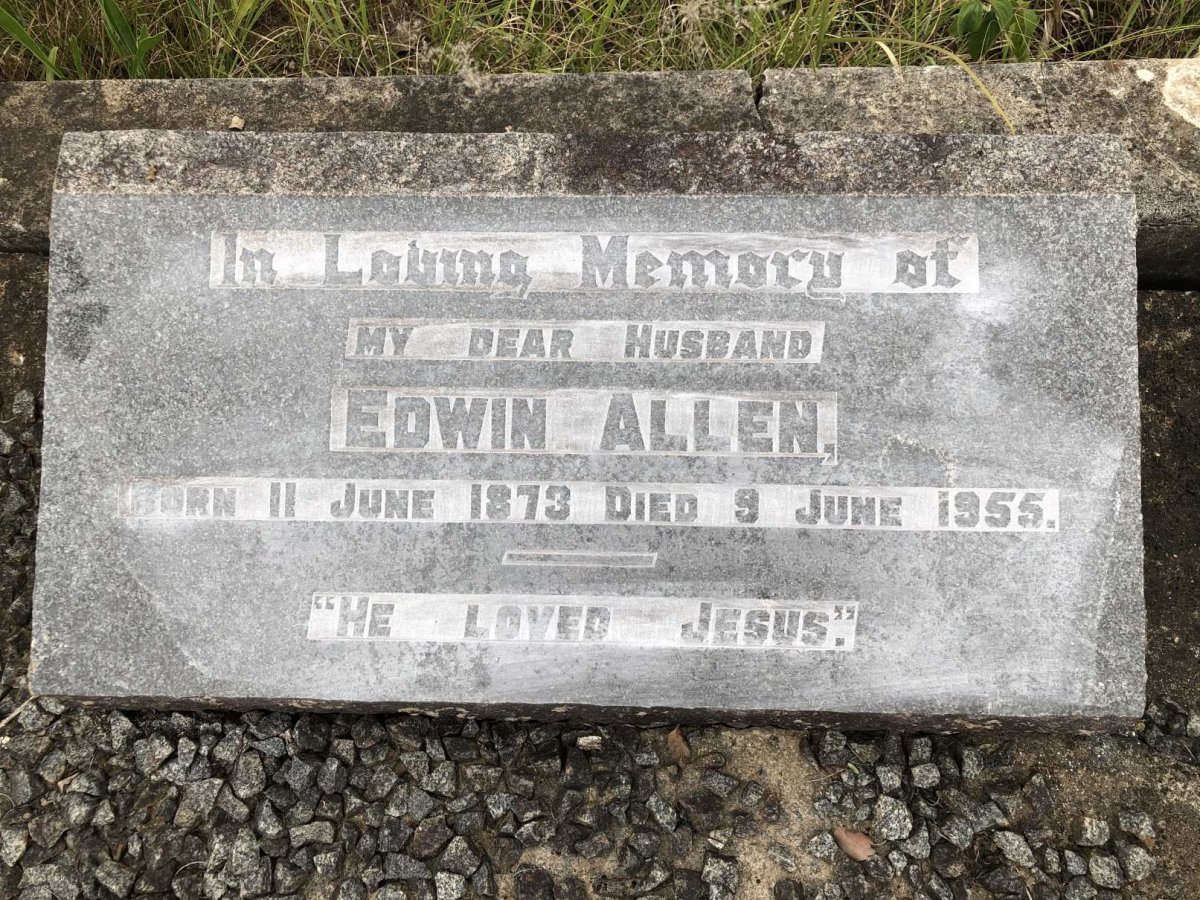 In Loving Memory of
MY DEAR HUSBAND
EDWIN ALLEN,
BORN 11 JUNE 1873 DIED 9 JUNE 1955.
"HE LOVED JESUS."